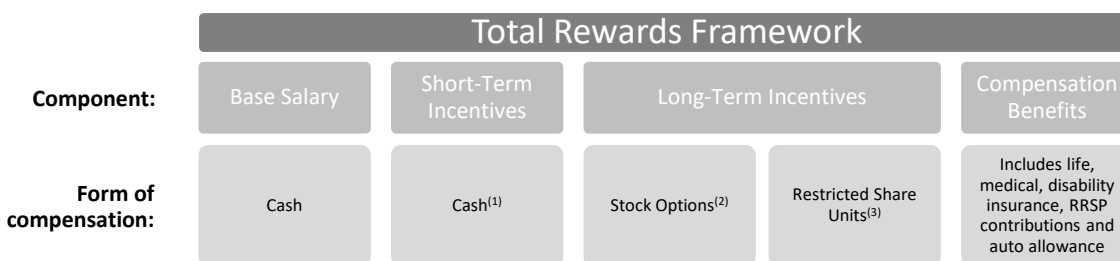 Total Rewards Framework
Component:
Base Salary
Short-Term
Incentives
Long-Term Incentives
Compensation
Benefits
Form of
compensation:
Cash
Cash(1)
Stock Options(2)
Restricted Share
Units(3)
Includes life,
medical, disability
insurance, RRSP
contributions and
auto allowance